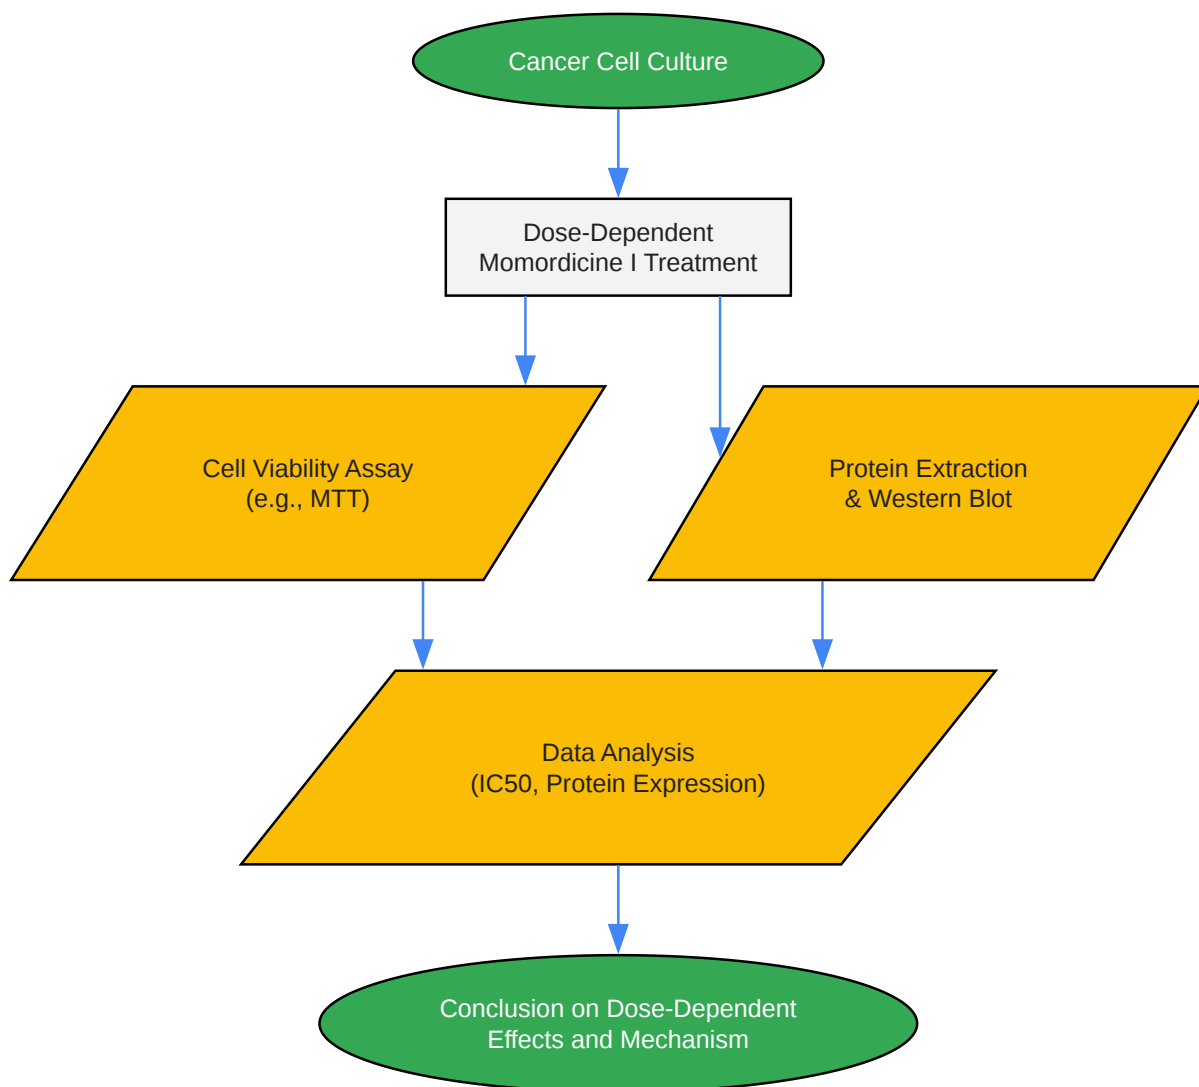 Cancer Cell Culture
Dose-Dependent
Momordicine I Treatment
Cell Viability Assay
(e.g., MTT)
Protein Extraction
& Western Blot
Data Analysis
(IC50, Protein Expression)
Conclusion on Dose-Dependent
Effects and Mechanism